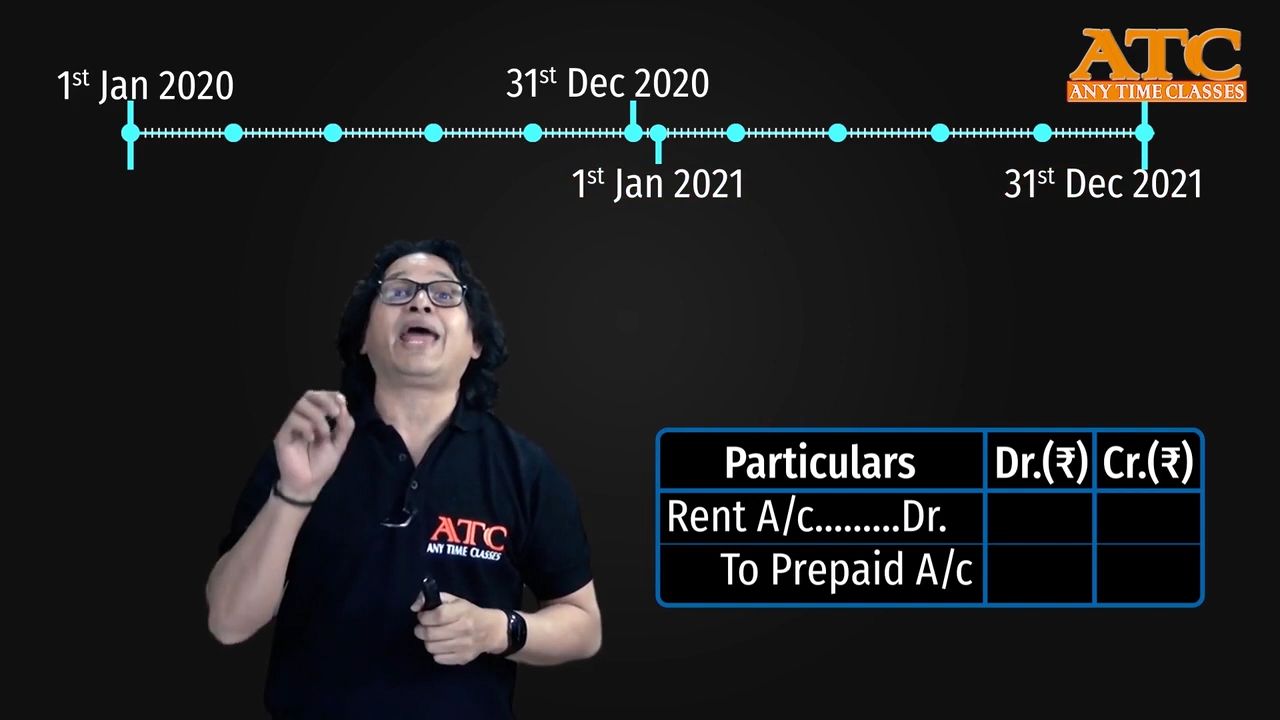 ATC
ANY TIME CLASSES
1st Jan 2020
31st Dec 2020
1st Jan 2021
31st Dec 2021
ATC
ANY TIME CLASSES
Particulars Dr.(₹) Cr.(₹)
Rent A/c.........Dr.
To Prepaid A/c